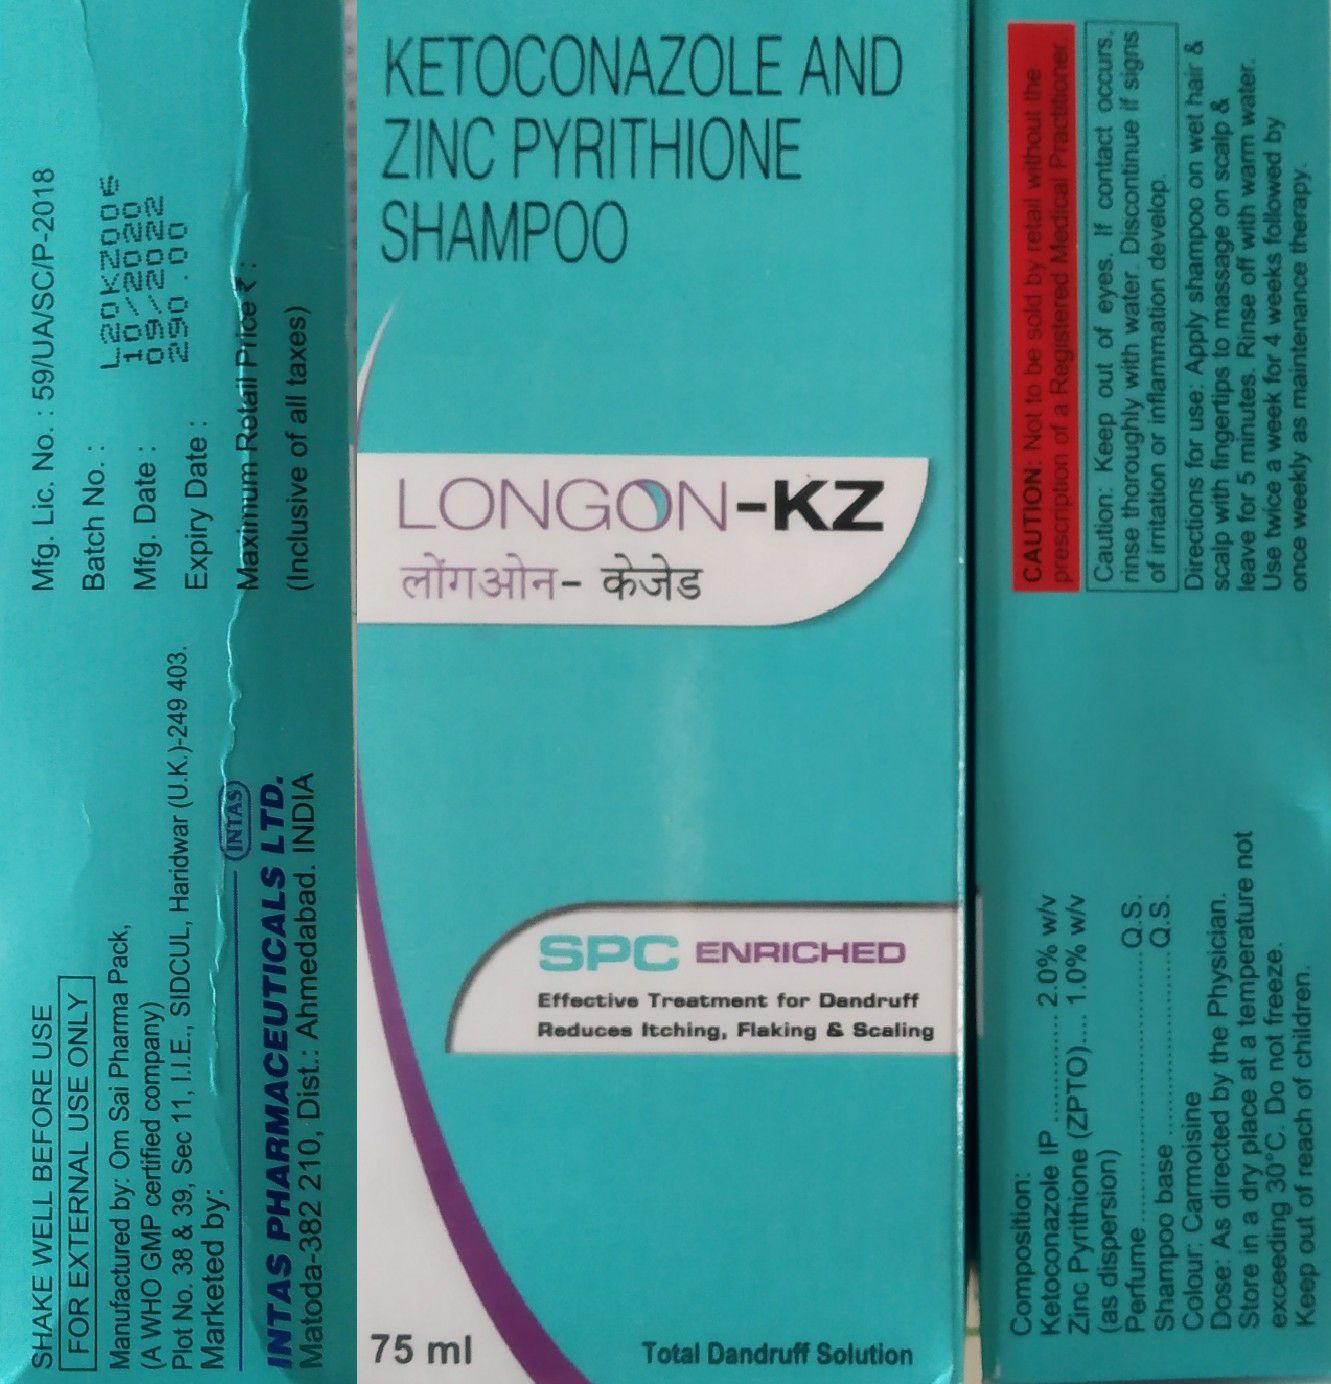 SHAKE WELL BEFORE USE
FOR EXTERNAL USE ONLY
Manufactured by: Om Sai Pharma Pack,
(A WHO GMP certified company)
Plot No. 38 & 39, Sec 11, I.I.E., SIDCUL, Haridwar (U.K.)-249 403.
Marketed by:
INTAS
INTAS PHARMACEUTICALS LTD.
Matoda-382 210, Dist.: Ahmedabad. INDIA
Mfg. Lic. No. : 59/UA/SC/P-2018
Batch No. : L20KZ006
Mfg. Date : 10/2020
Expiry Date : 09/2022
Maximum Retail Price ₹ : 290.00
(Inclusive of all taxes)
KETOCONAZOLE AND
ZINC PYRITHIONE
SHAMPOO
LONGON-KZ
लोंगओन- केजेड
SPC ENRICHED
Effective Treatment for Dandruff
Reduces Itching, Flaking & Scaling
75 ml
Total Dandruff Solution
Composition:
Ketoconazole IP ............ 2.0% w/v
Zinc Pyrithione (ZPTO)..... 1.0% w/v
(as dispersion)
Perfume..............................Q.S.
Shampoo base ....................Q.S.
Colour: Carmoisine
Dose: As directed by the Physician.
Store in a dry place at a temperature not
exceeding 30°C. Do not freeze.
Keep out of reach of children.
CAUTION: Not to be sold by retail without the
prescription of a Registered Medical Practitioner.
Caution: Keep out of eyes. If contact occurs,
rinse thoroughly with water. Discontinue if signs
of irritation or inflammation develop.
Directions for use: Apply shampoo on wet hair &
scalp with fingertips to massage on scalp &
leave for 5 minutes. Rinse off with warm water.
Use twice a week for 4 weeks followed by
once weekly as maintenance therapy.